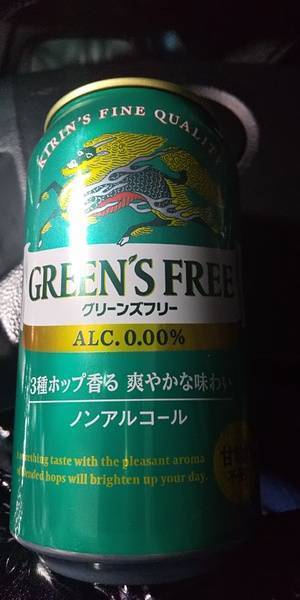 KIRIN'S FINE QUALITY
GREEN'S FREE
グリーンズフリー
ALC.0.00%
3種ホップ香る 爽やかな味わい
ノンアルコール
taste with the pleasant aroma
hops will brighten up your day.